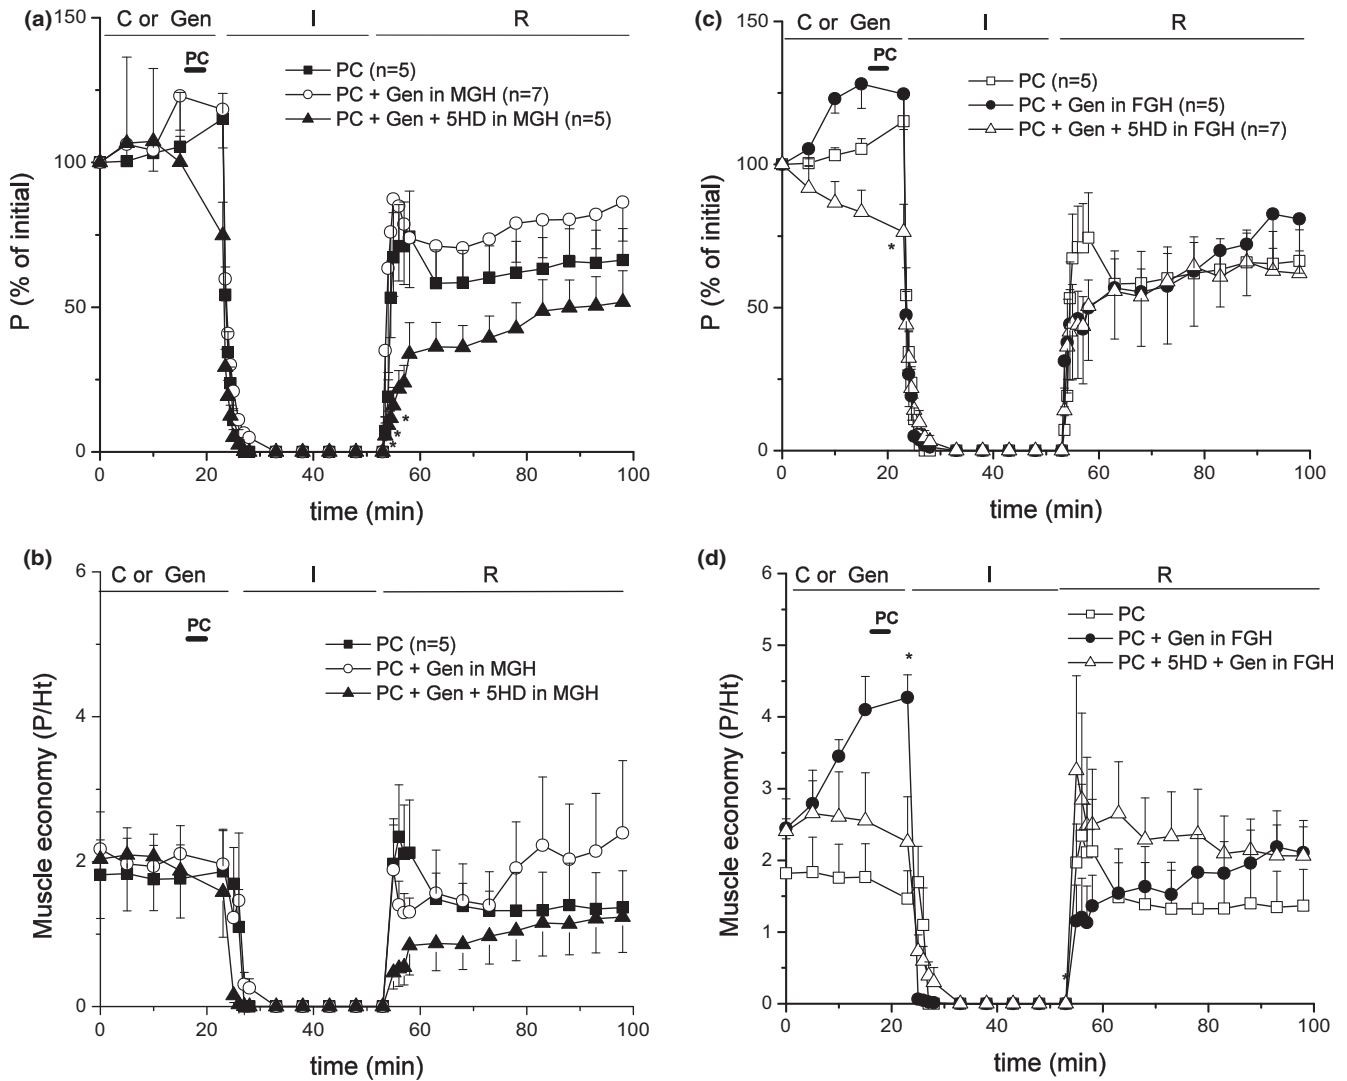 (a)
150
100
50
0
P (% of initial)
C or Gen
I
R
PC
PC (n=5)
PC + Gen in MGH (n=7)
PC + Gen + 5HD in MGH (n=5)
*
*
*
0 20 40 60 80 100
time (min)
(c)
150
100
50
0
P (% of initial)
C or Gen
I
R
PC
PC (n=5)
PC + Gen in FGH (n=5)
PC + Gen + 5HD in FGH (n=7)
*
0 20 40 60 80 100
time (min)
(b)
6
4
2
0
Muscle economy (P/Ht)
C or Gen
I
R
PC
PC (n=5)
PC + Gen in MGH
PC + Gen + 5HD in MGH
0 20 40 60 80 100
time (min)
(d)
6
5
4
3
2
1
0
Muscle economy (P/Ht)
C or Gen
I
R
PC
*
PC
PC + Gen in FGH
PC + 5HD + Gen in FGH
*
0 20 40 60 80 100
time (min)